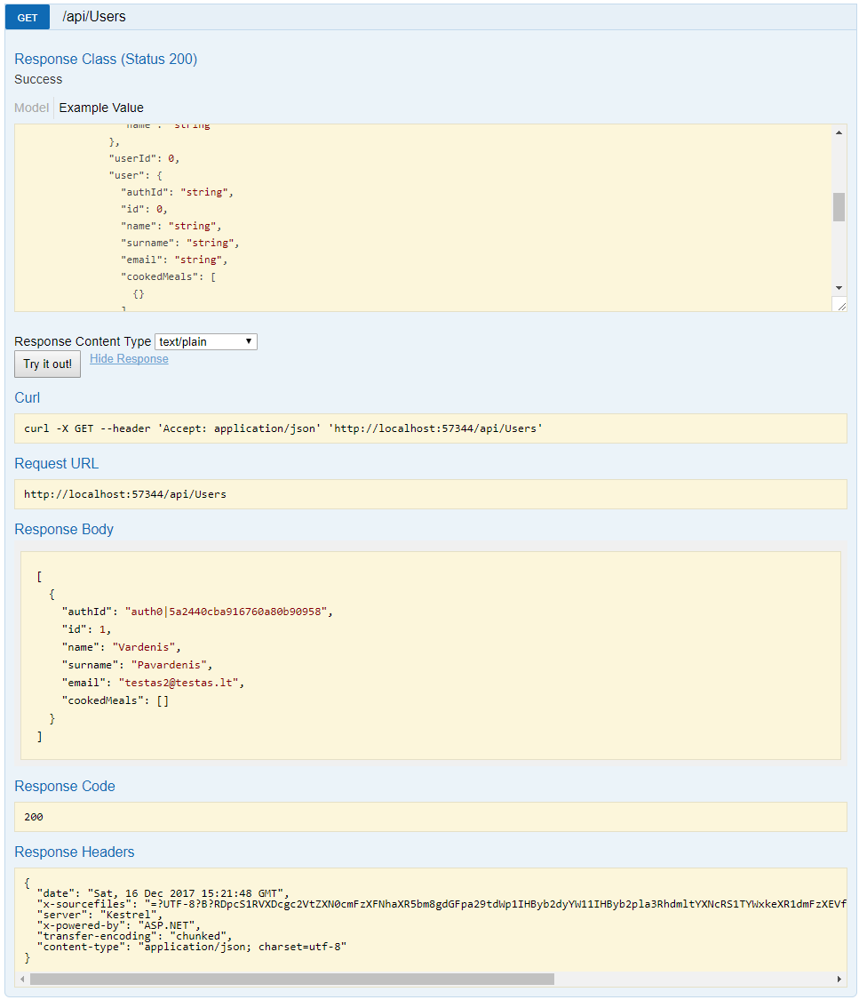 GET /api/Users
Response Class (Status 200)
Success
Model Example Value
"name": "string"
},
"userId": 0,
"user": {
"authId": "string",
"id": 0,
"name": "string",
"surname": "string",
"email": "string",
"cookedMeals": [
{}
]
Response Content Type text/plain
Try it out! Hide Response
Curl
curl -X GET --header 'Accept: application/json' 'http://localhost:57344/api/Users'
Request URL
http://localhost:57344/api/Users
Response Body
[
{
"authId": "auth0|5a2440cba916760a80b90958",
"id": 1,
"name": "Vardenis",
"surname": "Pavardenis",
"email": "testas2@testas.lt",
"cookedMeals": []
}
]
Response Code
200
Response Headers
{
"date": "Sat, 16 Dec 2017 15:21:48 GMT",
"x-sourcefiles": "=?UTF-8?B?RDpcS1RVXDcgc2VtZXN0cmFzXFNhaXR5bm8gdGFpa29tdWp1IHByb2dyYW11IHByb2pla3RhdmltYXNcRS1TYWxkeXR1dmFzXEVf
"server": "Kestrel",
"x-powered-by": "ASP.NET",
"transfer-encoding": "chunked",
"content-type": "application/json; charset=utf-8"
}